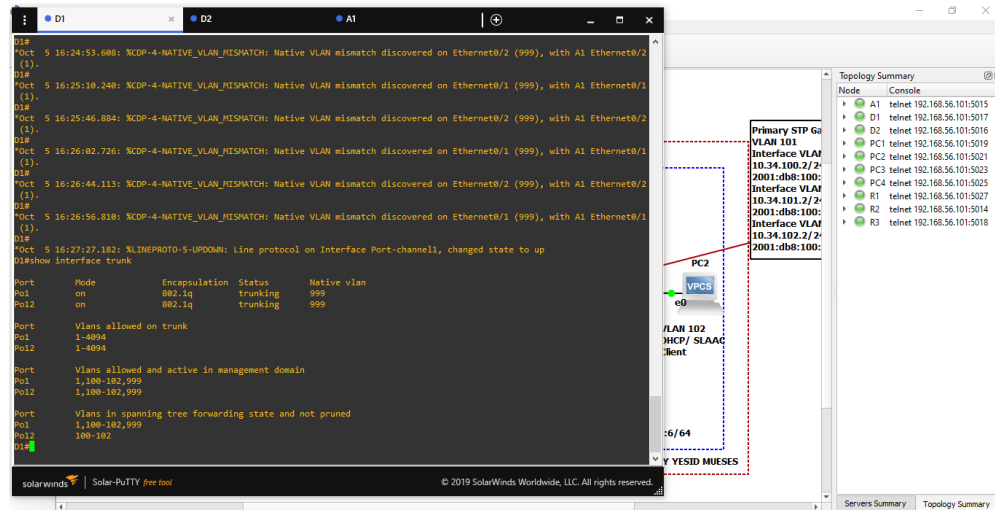 D1
D2
A1
D1#
*Oct  5 16:24:53.608: %CDP-4-NATIVE_VLAN_MISMATCH: Native VLAN mismatch discovered on Ethernet0/2 (999), with A1 Ethernet0/2
(1).
D1#
*Oct  5 16:25:10.240: %CDP-4-NATIVE_VLAN_MISMATCH: Native VLAN mismatch discovered on Ethernet0/1 (999), with A1 Ethernet0/1
(1).
D1#
*Oct  5 16:25:46.884: %CDP-4-NATIVE_VLAN_MISMATCH: Native VLAN mismatch discovered on Ethernet0/2 (999), with A1 Ethernet0/2
(1).
D1#
*Oct  5 16:26:02.726: %CDP-4-NATIVE_VLAN_MISMATCH: Native VLAN mismatch discovered on Ethernet0/1 (999), with A1 Ethernet0/1
(1).
D1#
*Oct  5 16:26:44.113: %CDP-4-NATIVE_VLAN_MISMATCH: Native VLAN mismatch discovered on Ethernet0/2 (999), with A1 Ethernet0/2
(1).
D1#
*Oct  5 16:26:56.810: %CDP-4-NATIVE_VLAN_MISMATCH: Native VLAN mismatch discovered on Ethernet0/1 (999), with A1 Ethernet0/1
(1).
D1#
*Oct  5 16:27:27.182: %LINEPROTO-5-UPDOWN: Line protocol on Interface Port-channel1, changed state to up
D1#show interface trunk
Port Mode Encapsulation Status Native vlan
Po1 on 802.1q trunking 999
Po12 on 802.1q trunking 999
Port Vlans allowed on trunk
Po1 1-4094
Po12 1-4094
Port Vlans allowed and active in management domain
Po1 1,100-102,999
Po12 1,100-102,999
Port Vlans in spanning tree forwarding state and not pruned
Po1 1,100-102,999
Po12 100-102
D1#
solarwinds Solar-PuTTY free tool © 2019 SolarWinds Worldwide, LLC. All rights reserved.
Primary STP Ga
VLAN 101
Interface VLA
10.34.100.2/2
2001:db8:100:
Interface VLA
10.34.101.2/2
2001:db8:100:
Interface VLA
10.34.102.2/2
2001:db8:100:
PC2
VPCS
e0
VLAN 102
DHCP/ SLAAC
Client
:6/64
Y YESID MUESES
Topology Summary
Node Console
A1 telnet 192.168.56.101:5015
D1 telnet 192.168.56.101:5017
D2 telnet 192.168.56.101:5016
PC1 telnet 192.168.56.101:5019
PC2 telnet 192.168.56.101:5021
PC3 telnet 192.168.56.101:5023
PC4 telnet 192.168.56.101:5025
R1 telnet 192.168.56.101:5027
R2 telnet 192.168.56.101:5014
R3 telnet 192.168.56.101:5018
Servers Summary Topology Summary